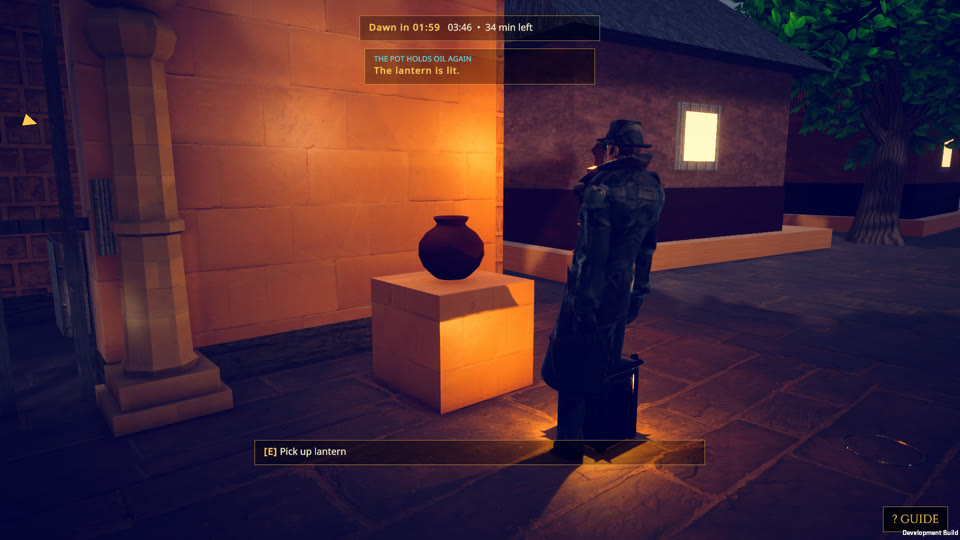 Dawn in 01:59 03:46 • 34 min left
THE POT HOLDS OIL AGAIN
The lantern is lit.
[E] Pick up lantern
? GUIDE
Development Build